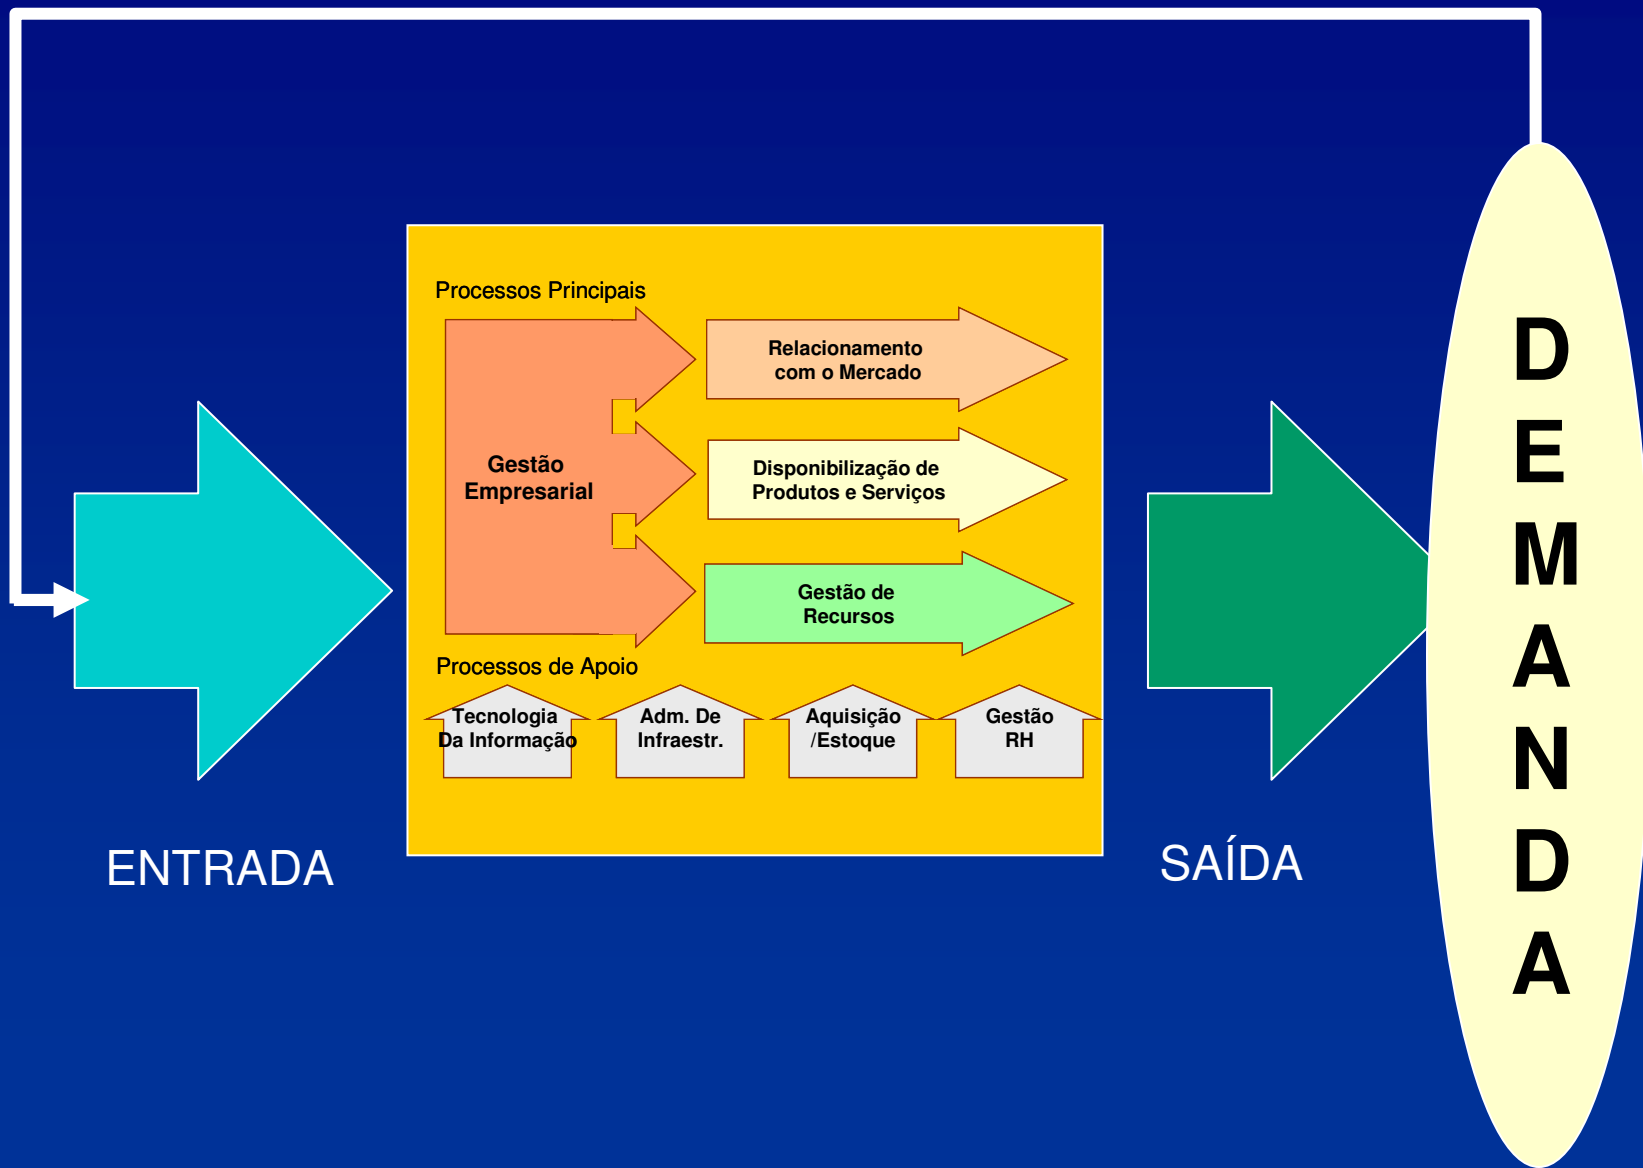 Processos Principais
Relacionamento
com o Mercado
Gestão
Empresarial
Disponibilização de
Produtos e Serviços
Gestão de
Recursos
Processos de Apoio
Tecnologia
Da Informação
Adm. De
Infraestr.
Aquisição
/Estoque
Gestão
RH
ENTRADA
SAÍDA
D
E
M
A
N
D
A